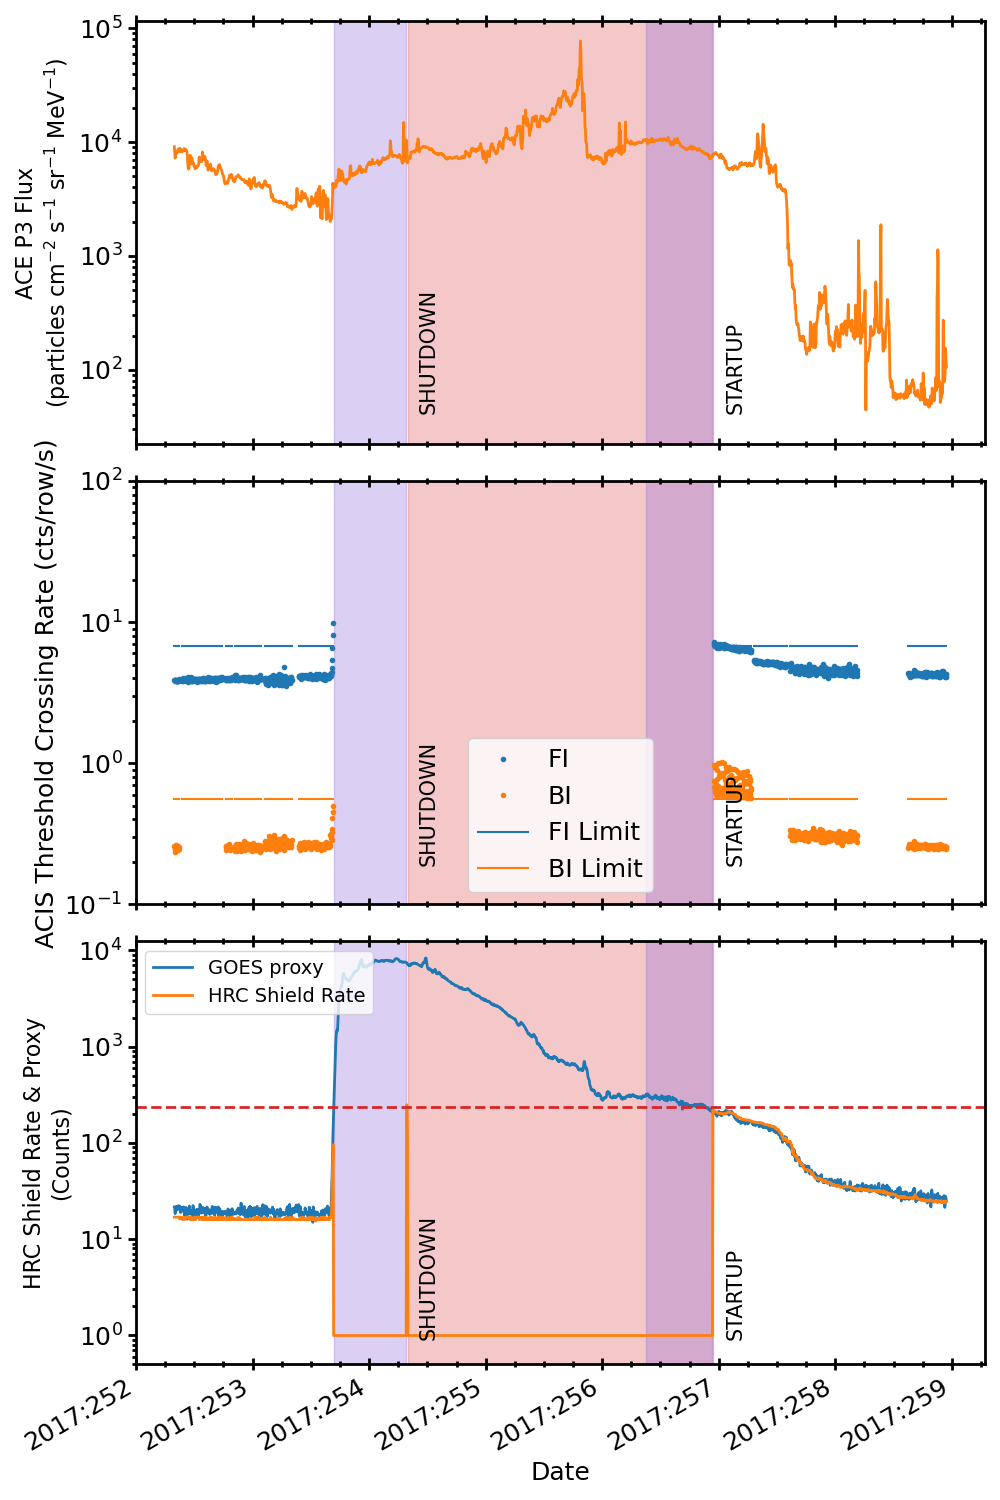 ACE P3 Flux
(particles cm⁻² s⁻¹ sr⁻¹ MeV⁻¹)
10⁵
10⁴
10³
10²
SHUTDOWN
STARTUP
ACIS Threshold Crossing Rate (cts/row/s)
10²
10¹
10⁰
10⁻¹
SHUTDOWN
FI
BI
FI Limit
BI Limit
STARTUP
HRC Shield Rate & Proxy
(Counts)
10⁴
10³
10²
10¹
10⁰
GOES proxy
HRC Shield Rate
SHUTDOWN
STARTUP
2017:252
2017:253
2017:254
2017:255
2017:256
2017:257
2017:258
2017:259
Date